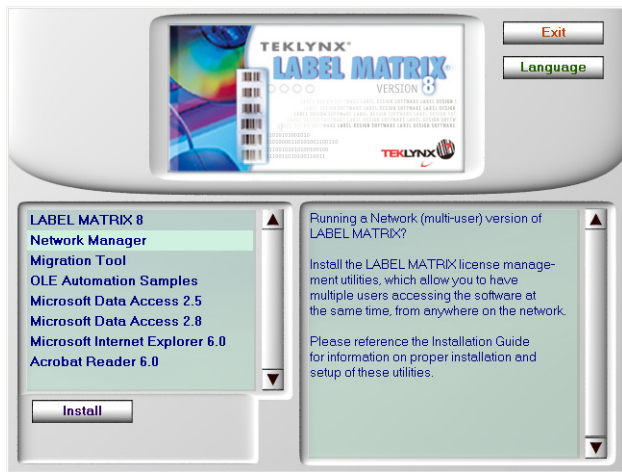 TEKLYNX
LABEL MATRIX
VERSION 8
TEKLYNX
Exit
Language
LABEL MATRIX 8
Network Manager
Migration Tool
OLE Automation Samples
Microsoft Data Access 2.5
Microsoft Data Access 2.8
Microsoft Internet Explorer 6.0
Acrobat Reader 6.0
Install
Running a Network (multi-user) version of
LABEL MATRIX?
Install the LABEL MATRIX license manage-
ment utilities, which allow you to have
multiple users accessing the software at
the same time, from anywhere on the network.
Please reference the Installation Guide
for information on proper installation and
setup of these utilities.